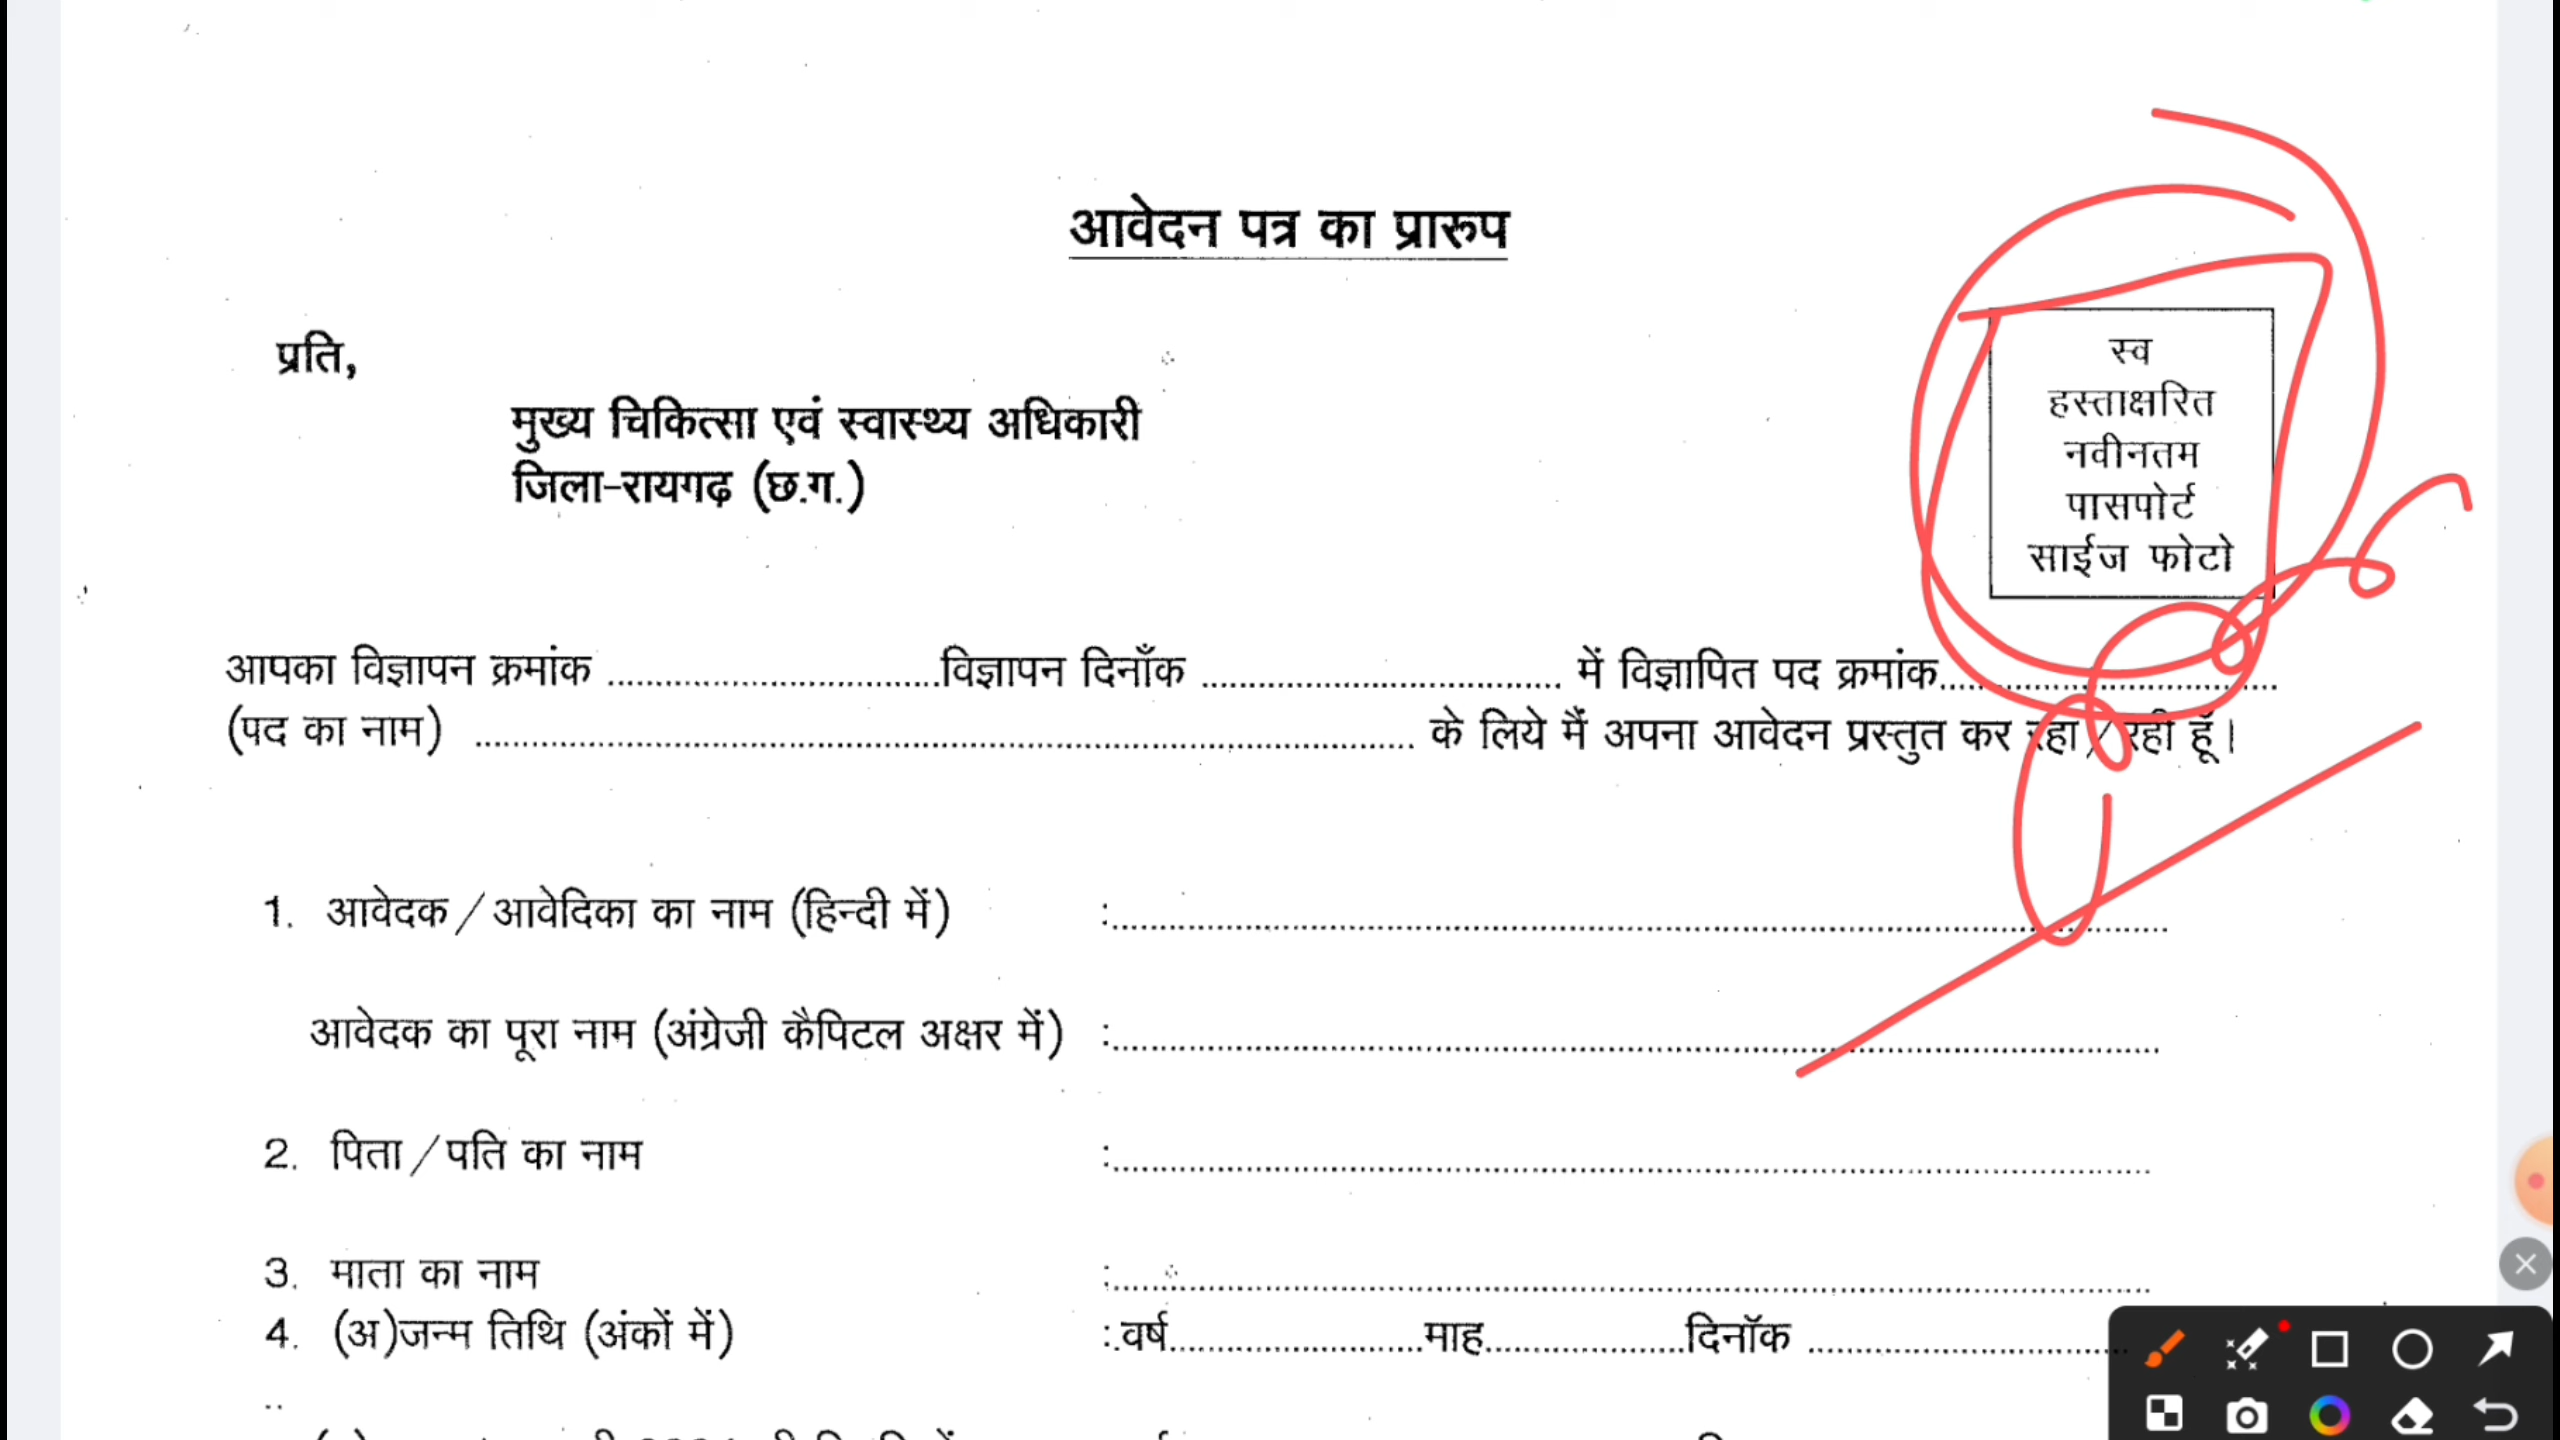 आवेदन पत्र का प्रारूप
प्रति,
मुख्य चिकित्सा एवं स्वास्थ्य अधिकारी
जिला-रायगढ़ (छ.ग.)
स्व
हस्ताक्षरित
नवीनतम
पासपोर्ट
साईज फोटो
आपका विज्ञापन क्रमांक ..................................विज्ञापन दिनाँक ..................................... में विज्ञापित पद क्रमांक...................................
(पद का नाम) ................................................................................................. के लिये मैं अपना आवेदन प्रस्तुत कर रहा/रही हूँ।
1. आवेदक/आवेदिका का नाम (हिन्दी में) :..............................................................................................................
आवेदक का पूरा नाम (अंग्रेजी कैपिटल अक्षर में) :..............................................................................................................
2. पिता/पति का नाम :..............................................................................................................
3. माता का नाम :..............................................................................................................
4. (अ)जन्म तिथि (अंकों में) :.वर्ष..........................माह.....................दिनॉक .................................